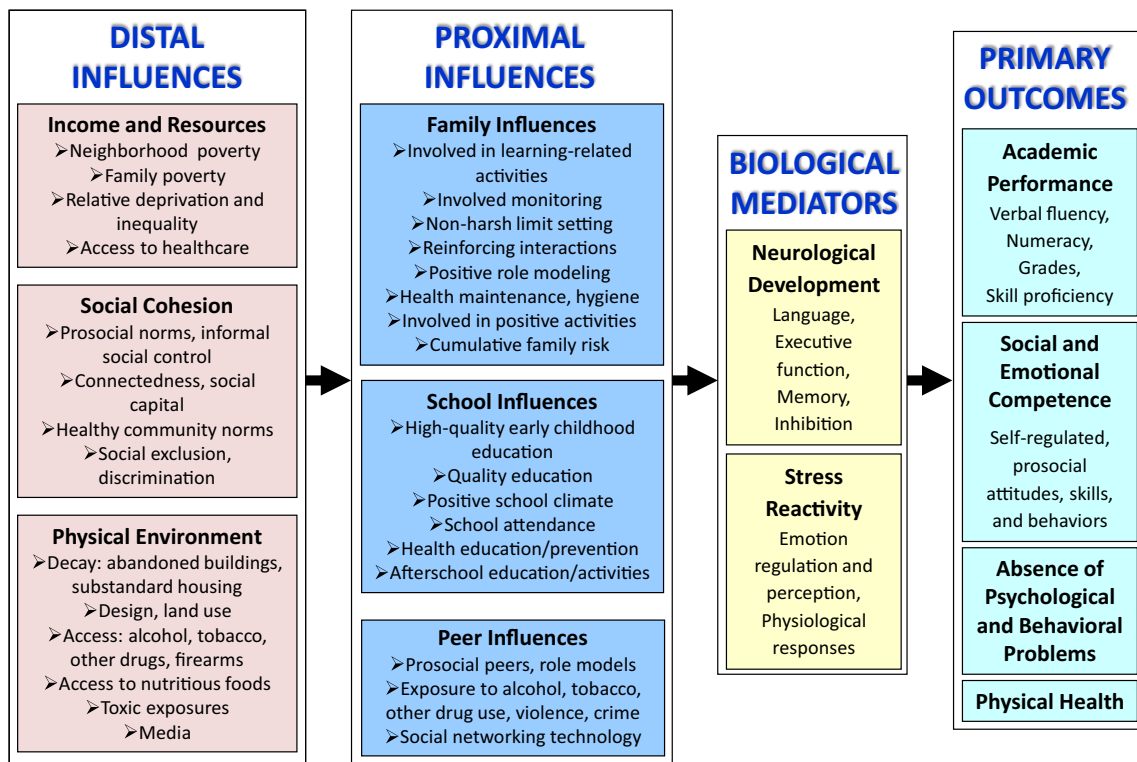 DISTAL
INFLUENCES
Income and Resources
➢Neighborhood poverty
➢Family poverty
➢Relative deprivation and
inequality
➢Access to healthcare
Social Cohesion
➢Prosocial norms, informal
social control
➢Connectedness, social
capital
➢Healthy community norms
➢Social exclusion,
discrimination
Physical Environment
➢Decay: abandoned buildings,
substandard housing
➢Design, land use
➢Access: alcohol, tobacco,
other drugs, firearms
➢Access to nutritious foods
➢Toxic exposures
➢Media
PROXIMAL
INFLUENCES
Family Influences
➢Involved in learning-related
activities
➢Involved monitoring
➢Non-harsh limit setting
➢Reinforcing interactions
➢Positive role modeling
➢Health maintenance, hygiene
➢Involved in positive activities
➢Cumulative family risk
School Influences
➢High-quality early childhood
education
➢Quality education
➢Positive school climate
➢School attendance
➢Health education/prevention
➢Afterschool education/activities
Peer Influences
➢Prosocial peers, role models
➢Exposure to alcohol, tobacco,
other drug use, violence, crime
➢Social networking technology
BIOLOGICAL
MEDIATORS
Neurological
Development
Language,
Executive
function,
Memory,
Inhibition
Stress
Reactivity
Emotion
regulation and
perception,
Physiological
responses
PRIMARY
OUTCOMES
Academic
Performance
Verbal fluency,
Numeracy,
Grades,
Skill proficiency
Social and
Emotional
Competence
Self-regulated,
prosocial
attitudes, skills,
and behaviors
Absence of
Psychological
and Behavioral
Problems
Physical Health